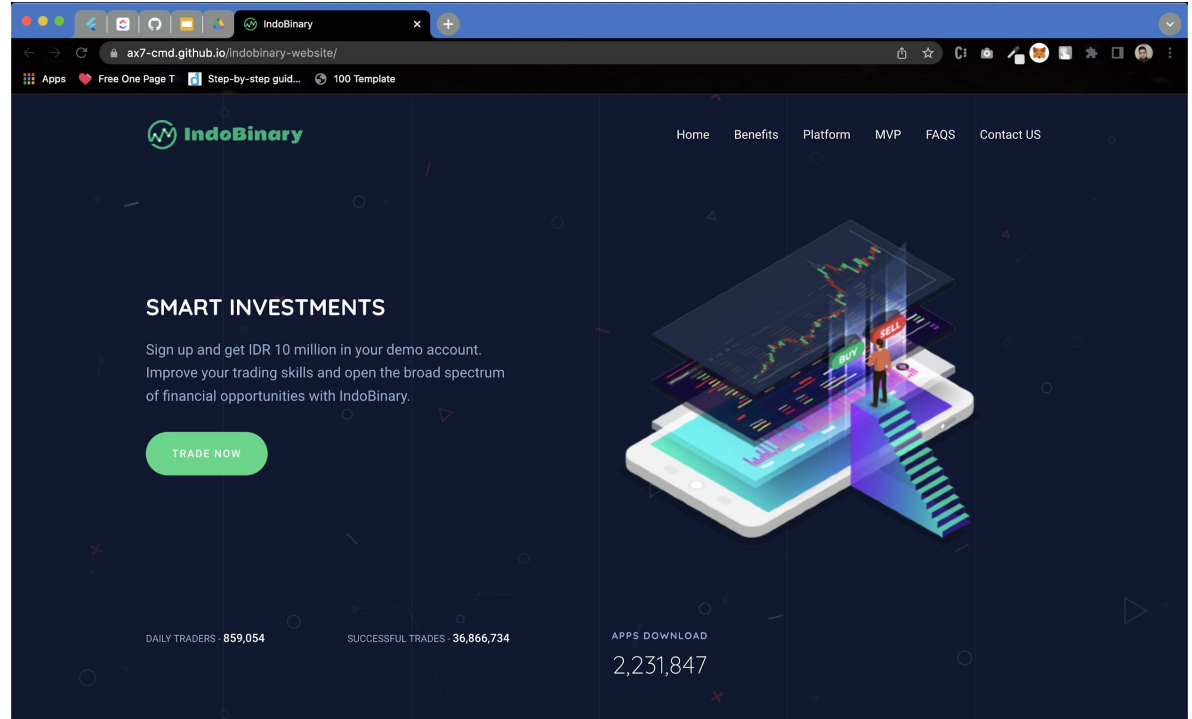 IndoBinary
ax7-cmd.github.io/indobinary-website/
Apps
Free One Page T
Step-by-step guid...
100 Template
IndoBinary
Home
Benefits
Platform
MVP
FAQS
Contact US
SMART INVESTMENTS
Sign up and get IDR 10 million in your demo account.
Improve your trading skills and open the broad spectrum
of financial opportunities with IndoBinary.
TRADE NOW
BUY
SELL
DAILY TRADERS - 859,054
SUCCESSFUL TRADES - 36,866,734
APPS DOWNLOAD
2,231,847